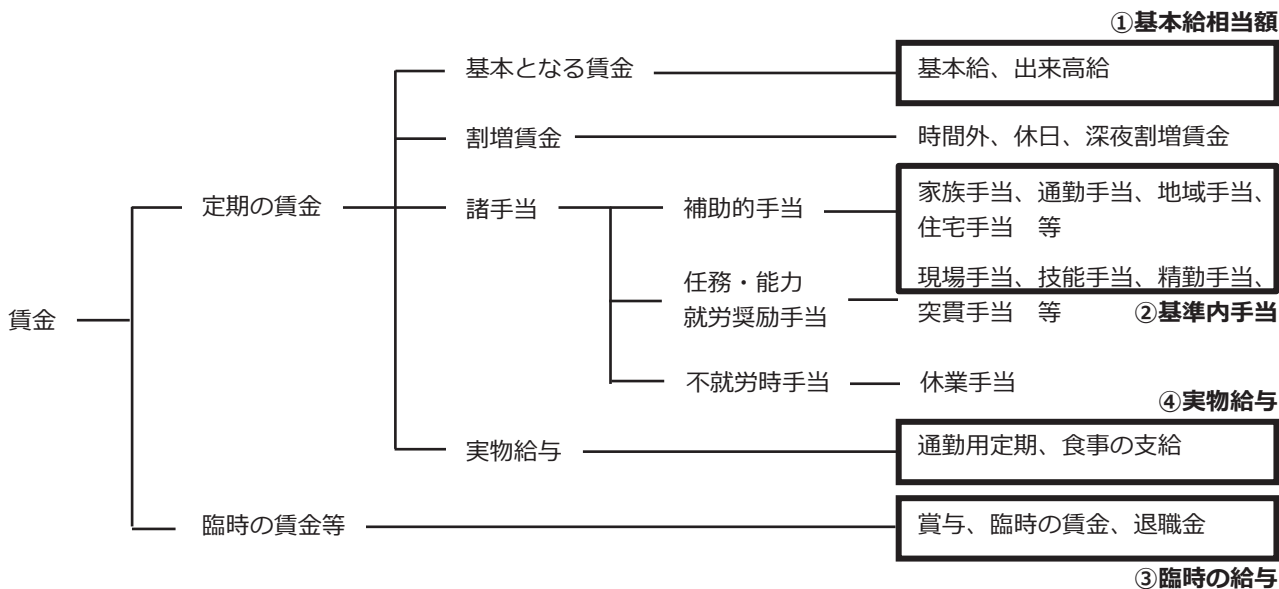 ①基本給相当額
基本となる賃金
基本給、出来高給
割増賃金
時間外、休日、深夜割増賃金
賃金
定期の賃金
諸手当
補助的手当
家族手当、通勤手当、地域手当、
住宅手当　等
任務・能力
就労奨励手当
現場手当、技能手当、精勤手当、
突貫手当　等
②基準内手当
不就労時手当
休業手当
④実物給与
実物給与
通勤用定期、食事の支給
臨時の賃金等
賞与、臨時の賃金、退職金
③臨時の給与